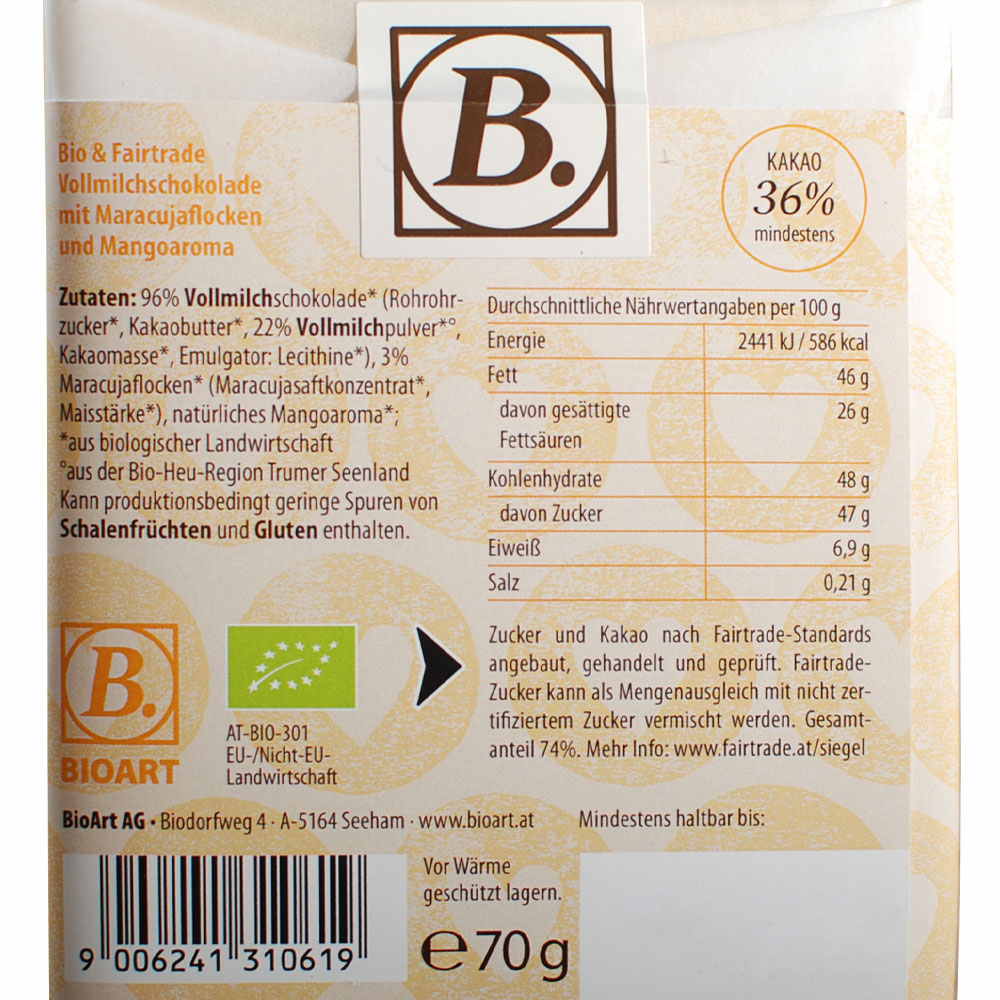 B.
Bio & Fairtrade
Vollmilchschokolade
mit Maracujaflocken
und Mangoaroma
KAKAO
36%
mindestens
Zutaten: 96% Vollmilchschokolade* (Rohrohr-
zucker*, Kakaobutter*, 22% Vollmilchpulver*°,
Kakaomasse*, Emulgator: Lecithine*), 3%
Maracujaflocken* (Maracujasaftkonzentrat*,
Maisstärke*), natürliches Mangoaroma*;
*aus biologischer Landwirtschaft
°aus der Bio-Heu-Region Trumer Seenland
Kann produktionsbedingt geringe Spuren von
Schalenfrüchten und Gluten enthalten.
Durchschnittliche Nährwertangaben per 100 g
Energie 2441 kJ / 586 kcal
Fett 46 g
davon gesättigte 26 g
Fettsäuren
Kohlenhydrate 48 g
davon Zucker 47 g
Eiweiß 6,9 g
Salz 0,21 g
B.
BIOART
AT-BIO-301
EU-/Nicht-EU-
Landwirtschaft
Zucker und Kakao nach Fairtrade-Standards
angebaut, gehandelt und geprüft. Fairtrade-
Zucker kann als Mengenausgleich mit nicht zer-
tifiziertem Zucker vermischt werden. Gesamt-
anteil 74%. Mehr Info: www.fairtrade.at/siegel
BioArt AG · Biodorfweg 4 · A-5164 Seeham · www.bioart.at
Mindestens haltbar bis:
Vor Wärme
geschützt lagern.
℮70 g
9 006241 310619